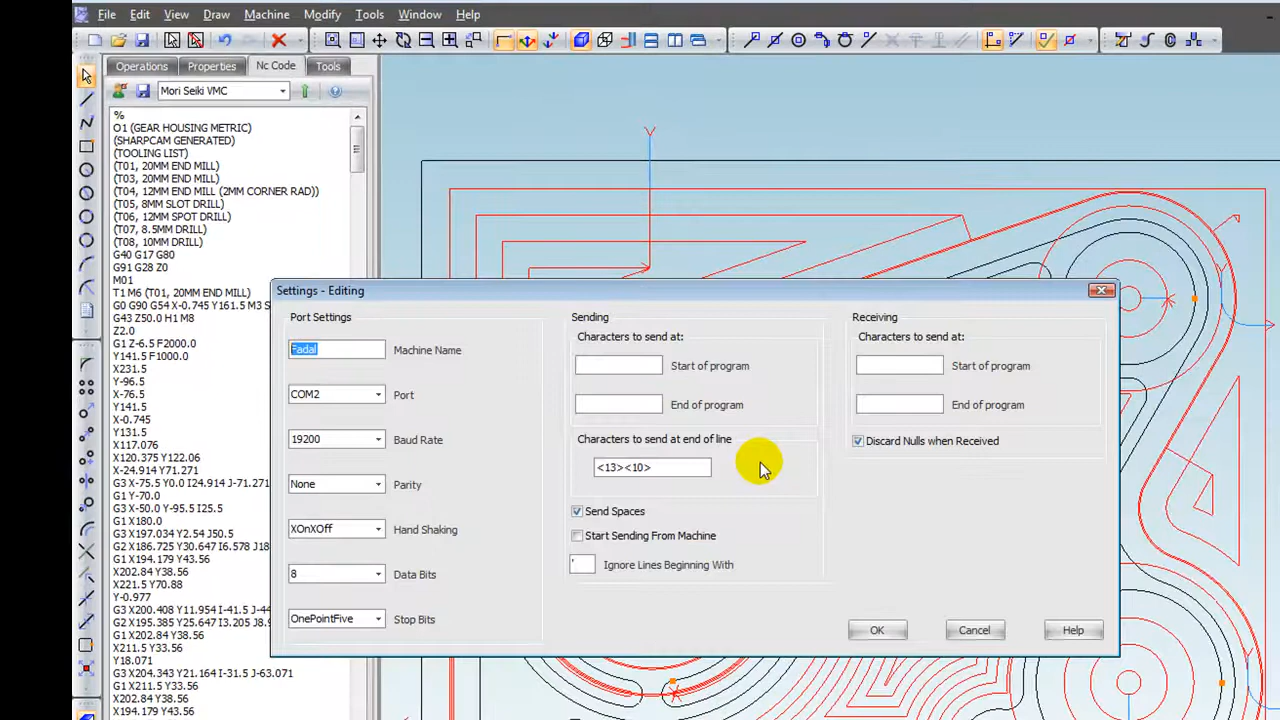 File Edit View Draw Machine Modify Tools Window Help
Operations Properties Nc Code Tools
Mori Seiki VMC
%
O1 (GEAR HOUSING METRIC)
(SHARPCAM GENERATED)
(TOOLING LIST)
(T01, 20MM END MILL)
(T03, 20MM END MILL)
(T04, 12MM END MILL (2MM CORNER RAD))
(T05, 8MM SLOT DRILL)
(T06, 12MM SPOT DRILL)
(T07, 8.5MM DRILL)
(T08, 10MM DRILL)
G40 G17 G80
G91 G28 Z0
M01
T1 M6 (T01, 20MM END MILL)
G0 G90 G54 X-0.745 Y161.5 M3 S
G43 Z50.0 H1 M8
Z2.0
G1 Z-6.5 F2000.0
Y141.5 F1000.0
X231.5
Y-96.5
X-76.5
Y141.5
X-0.745
Y131.5
X117.076
X120.375 Y122.06
X-24.914 Y271.5
G3 X-75.5 Y0.0 I24.914 J-71.271
G1 Y-70.0
G3 X-50.0 Y-95.5 I25.5
G1 X180.0
G3 X197.034 Y2.54 J50.5
G2 X186.725 Y30.647 I6.578 J18
G1 X194.179 Y43.56
X202.84 Y38.56
X221.5 Y70.88
Y-0.977
G3 X200.408 Y11.954 I-41.5 J-44
G2 X195.385 Y25.647 I3.205 J8.9
G1 X202.84 Y38.56
X211.5 Y33.56
Y18.071
G3 X204.343 Y21.164 I-31.5 J-63.071
G1 X211.5 Y33.56
X202.84 Y38.56
X194.179 Y43.56
Settings - Editing
Port Settings
Fadal Machine Name
COM2 Port
19200 Baud Rate
None Parity
XOnXOff Hand Shaking
8 Data Bits
OnePointFive Stop Bits
Sending
Characters to send at:
Start of program
End of program
Characters to send at end of line
<13><10>
Send Spaces
Start Sending From Machine
' Ignore Lines Beginning With
Receiving
Characters to send at:
Start of program
End of program
Discard Nulls when Received
OK Cancel Help
Y